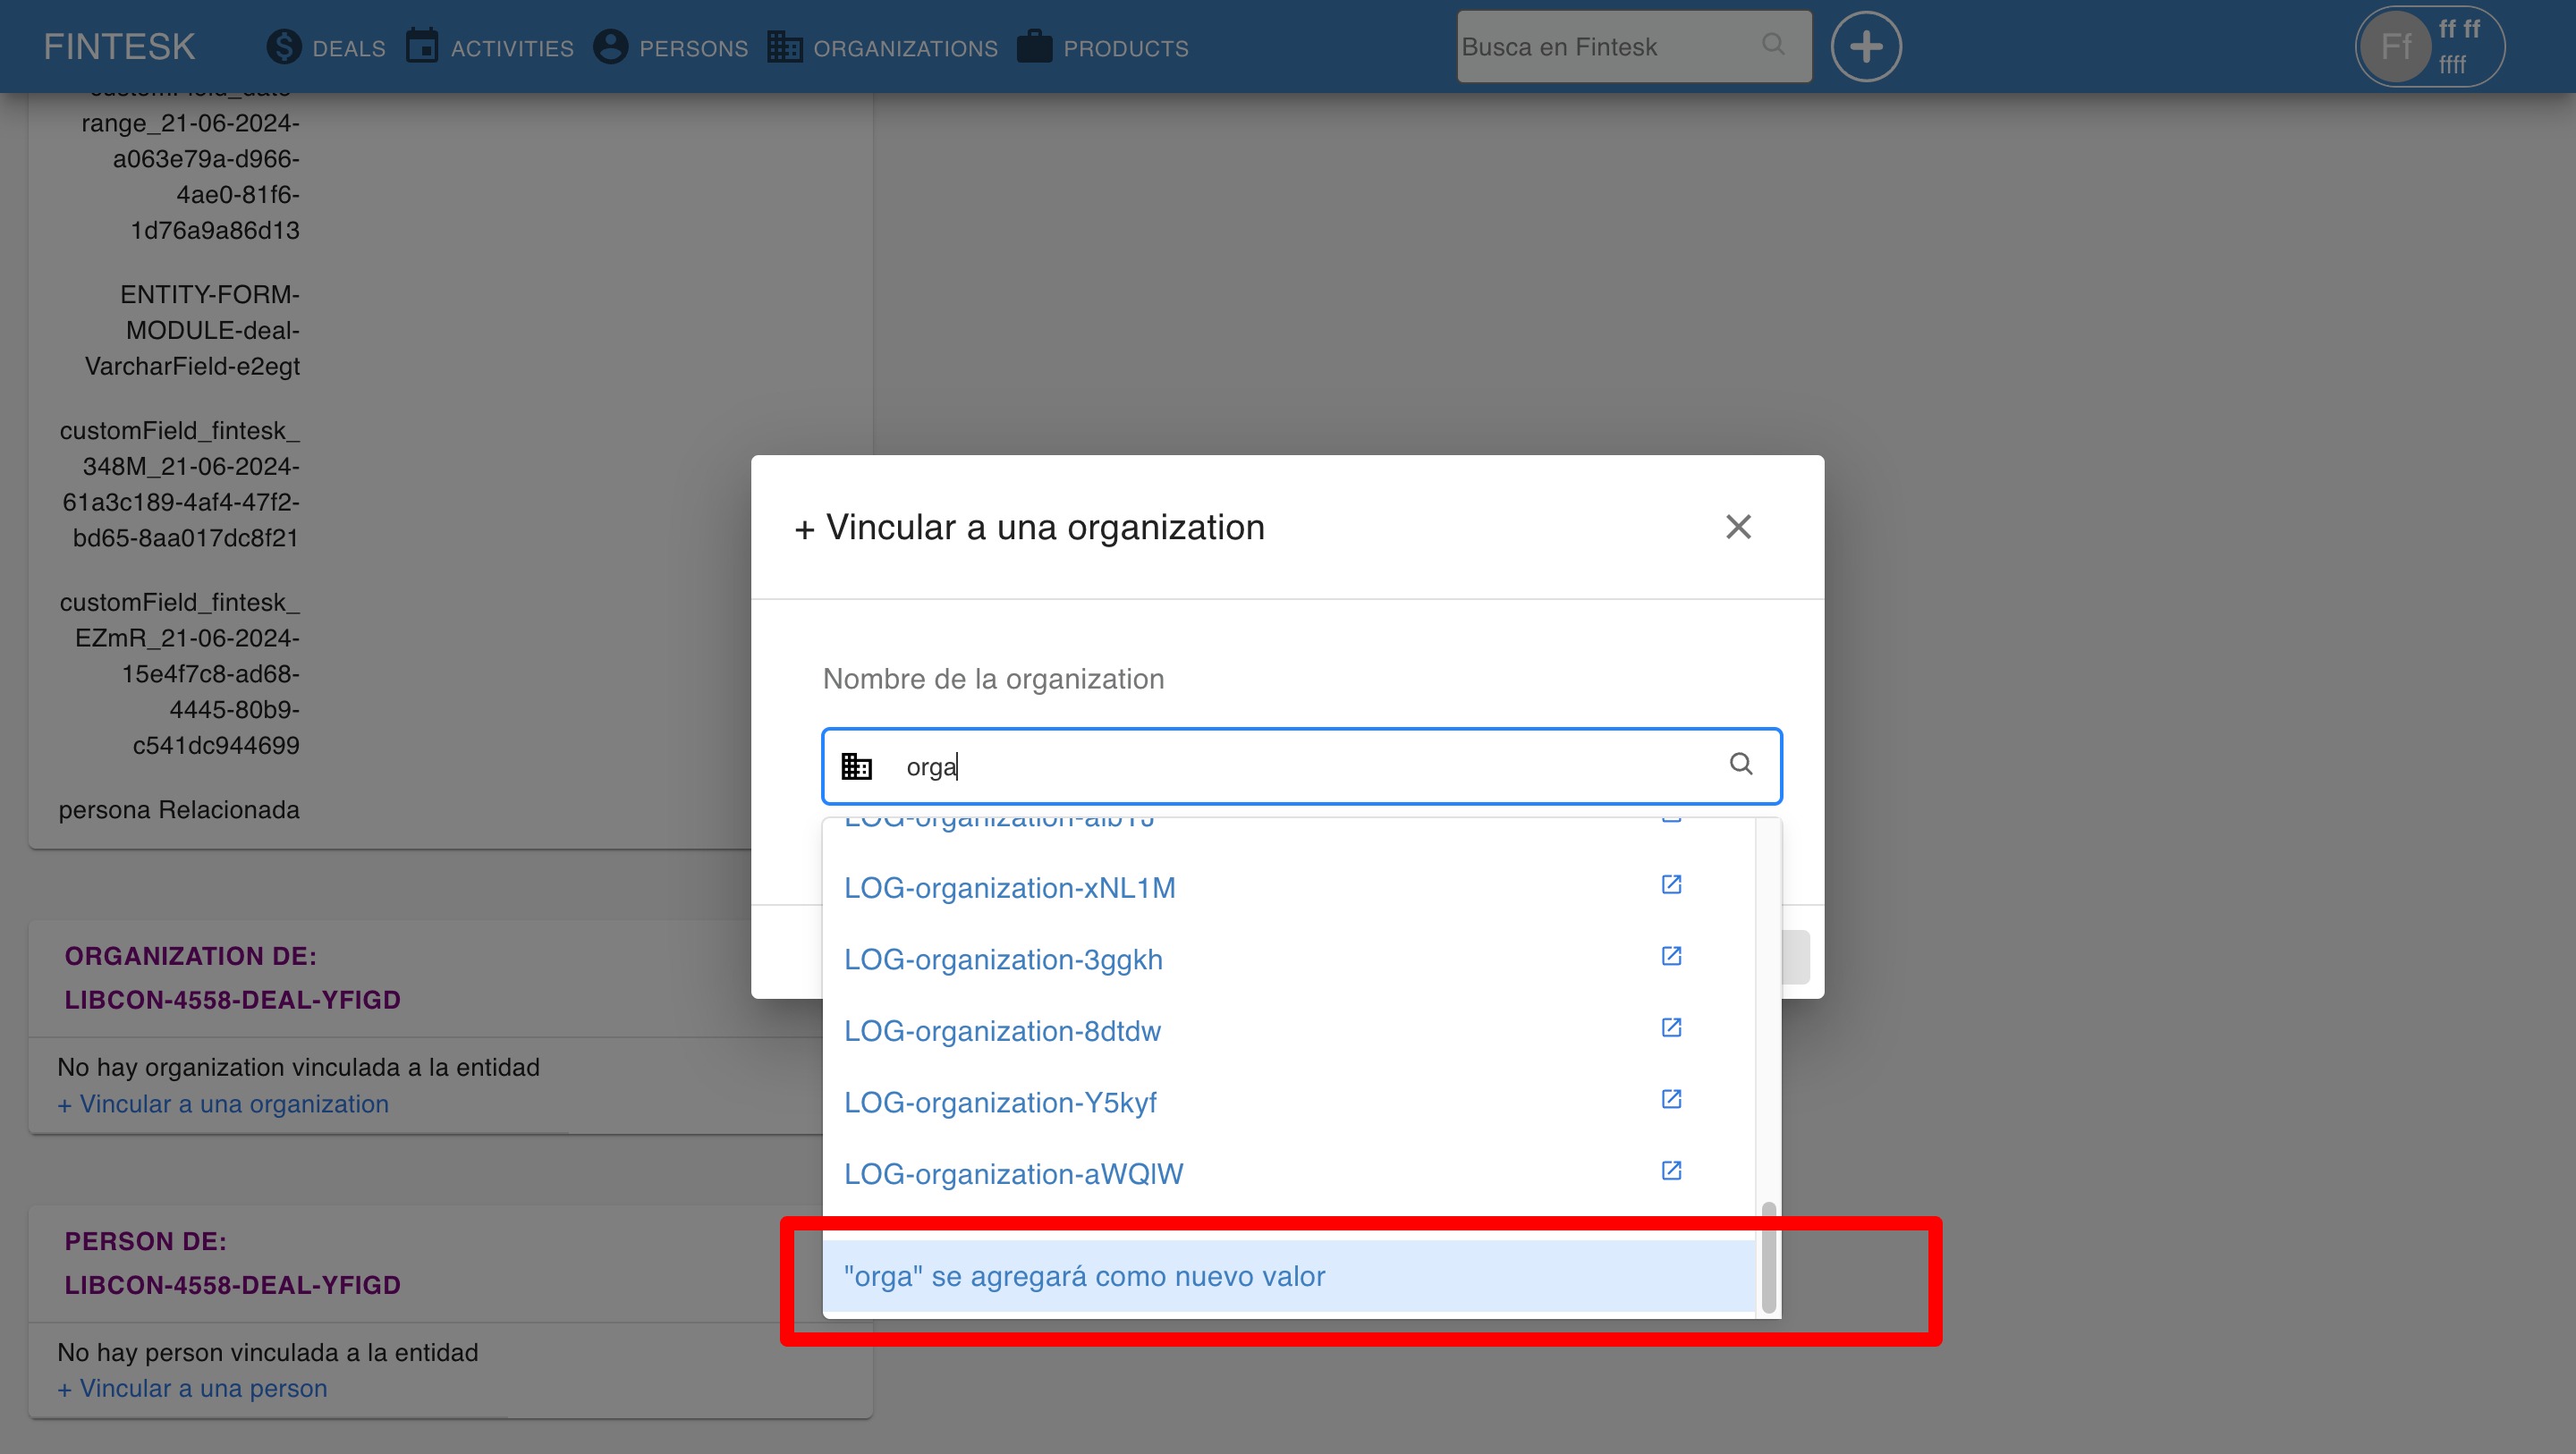 FINTESK
DEALS
ACTIVITIES
PERSONS
ORGANIZATIONS
PRODUCTS
Busca en Fintesk
Ff
ff ff
ffff
range_21-06-2024-
a063e79a-d966-
4ae0-81f6-
1d76a9a86d13
ENTITY-FORM-
MODULE-deal-
VarcharField-e2egt
customField_fintesk_
348M_21-06-2024-
61a3c189-4af4-47f2-
bd65-8aa017dc8f21
customField_fintesk_
EZmR_21-06-2024-
15e4f7c8-ad68-
4445-80b9-
c541dc944699
persona Relacionada
ORGANIZATION DE:
LIBCON-4558-DEAL-YFIGD
No hay organization vinculada a la entidad
+ Vincular a una organization
PERSON DE:
LIBCON-4558-DEAL-YFIGD
No hay person vinculada a la entidad
+ Vincular a una person
+ Vincular a una organization
Nombre de la organization
orga
LOG-organization-xNL1M
LOG-organization-3ggkh
LOG-organization-8dtdw
LOG-organization-Y5kyf
LOG-organization-aWQlW
"orga" se agregará como nuevo valor